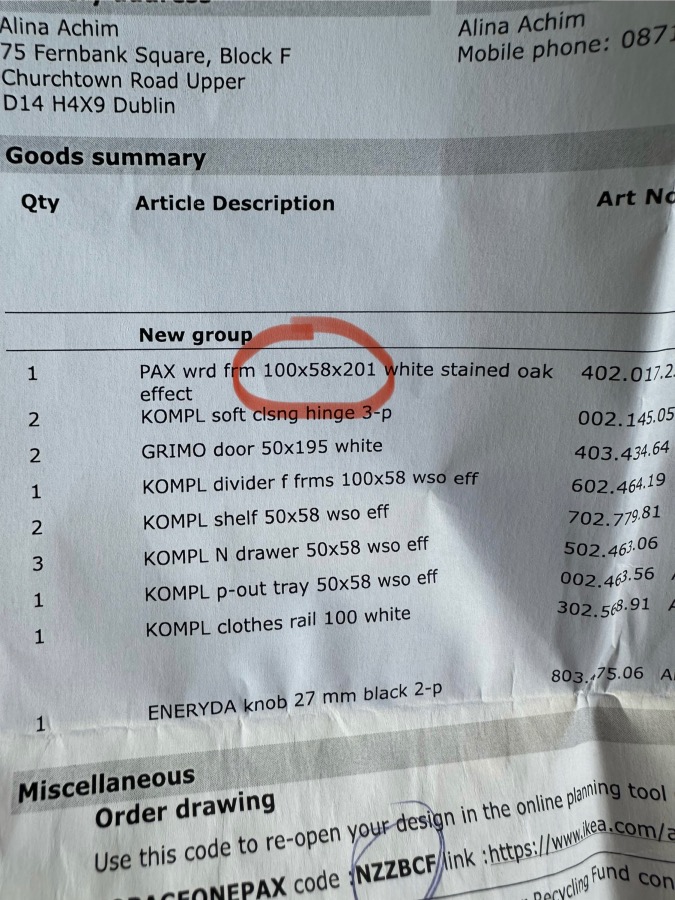 Alina Achim
75 Fernbank Square, Block F
Churchtown Road Upper
D14 H4X9 Dublin
Alina Achim
Mobile phone: 0871
Goods summary
Qty Article Description Art No
New group
1 PAX wrd frm 100x58x201 white stained oak 402.017.2
effect
2 KOMPL soft clsng hinge 3-p 002.145.05
2 GRIMO door 50x195 white 403.434.64
1 KOMPL divider f frms 100x58 wso eff 602.464.19
2 KOMPL shelf 50x58 wso eff 702.779.81
3 KOMPL N drawer 50x58 wso eff 502.463.06
1 KOMPL p-out tray 50x58 wso eff 002.463.56
1 KOMPL clothes rail 100 white 302.568.91
1 ENERYDA knob 27 mm black 2-p 803.475.06
Miscellaneous
Order drawing
Use this code to re-open your design in the online planning tool
code :NZZBCF link :https://www.ikea.com/
Recycling Fund